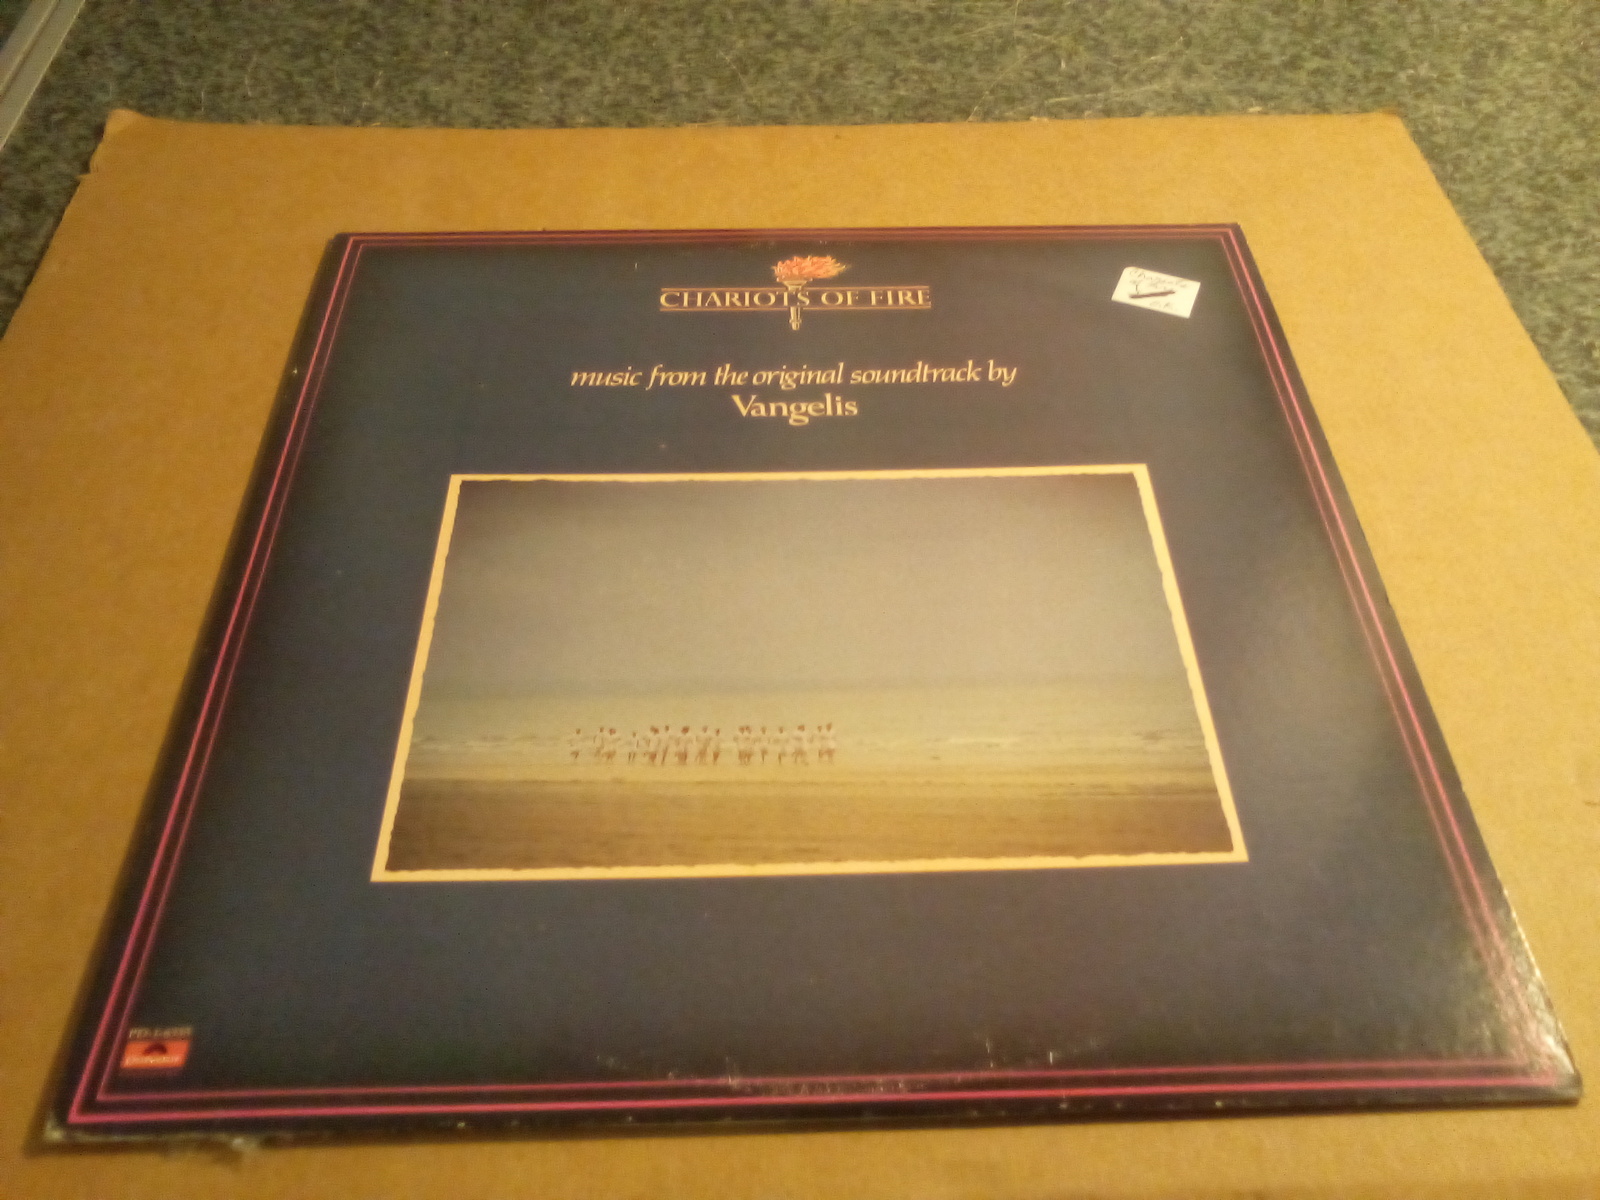 CHARIOTS OF FIRE
music from the original soundtrack by
Vangelis